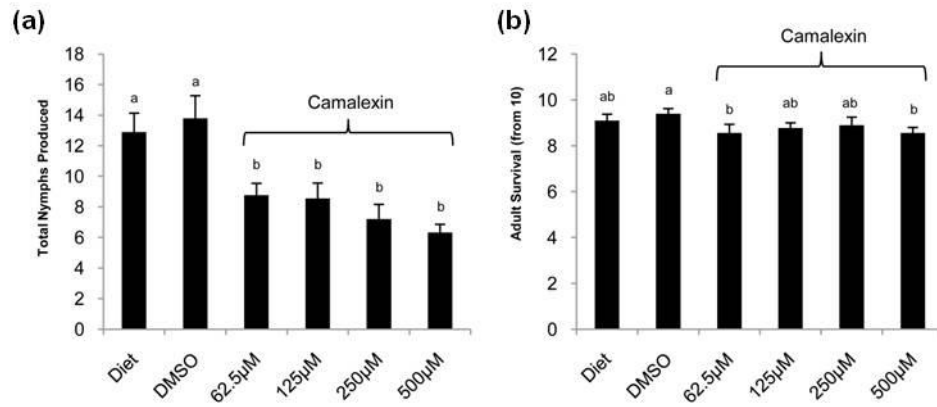 (a)
Total Nymphs Produced
18
16
14
12
10
8
6
4
2
0
a
a
Camalexin
b
b
b
b
Diet
DMSO
62.5µM
125µM
250µM
500µM
(b)
Adult Survival (from 10)
12
10
8
6
4
2
0
Camalexin
ab
a
b
ab
ab
b
Diet
DMSO
62.5µM
125µM
250µM
500µM